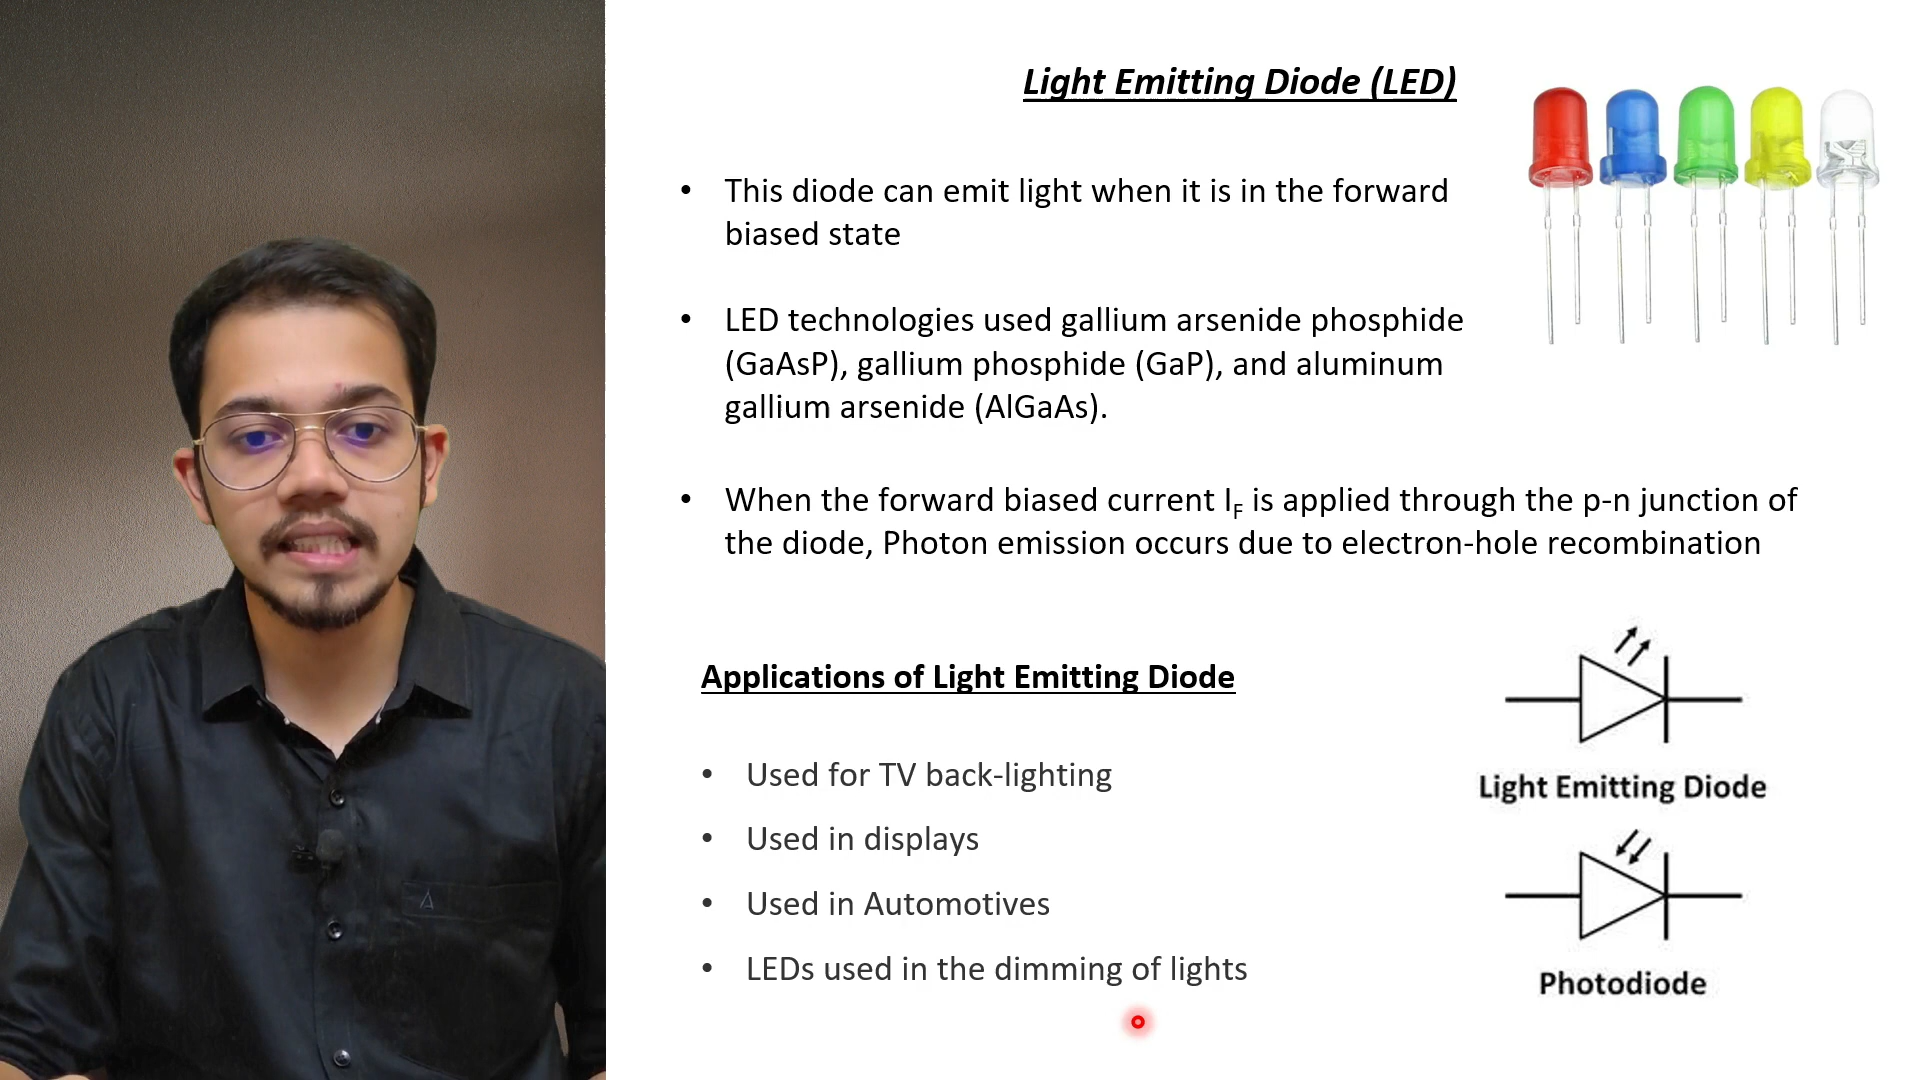 Light Emitting Diode (LED)
• This diode can emit light when it is in the forward
biased state
• LED technologies used gallium arsenide phosphide
(GaAsP), gallium phosphide (GaP), and aluminum
gallium arsenide (AlGaAs).
• When the forward biased current IF is applied through the p-n junction of
the diode, Photon emission occurs due to electron-hole recombination
Applications of Light Emitting Diode
• Used for TV back-lighting
• Used in displays
• Used in Automotives
• LEDs used in the dimming of lights
Light Emitting Diode
Photodiode